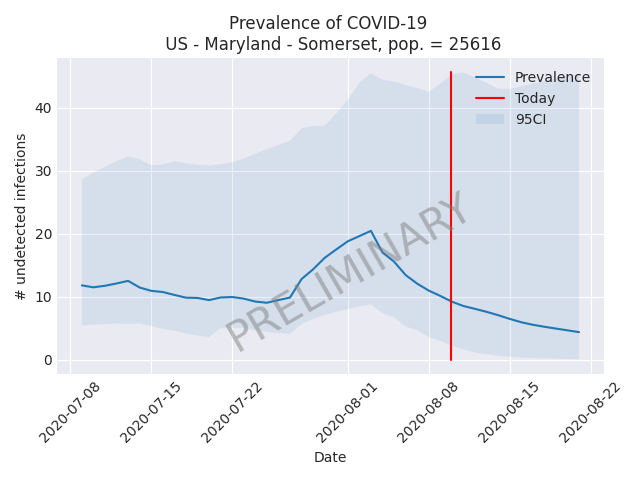 Prevalence of COVID-19
US - Maryland - Somerset, pop. = 25616
# undetected infections
40
30
20
10
0
Prevalence
Today
95CI
PRELIMINARY
2020-07-08
2020-07-15
2020-07-22
2020-08-01
2020-08-08
2020-08-15
2020-08-22
Date